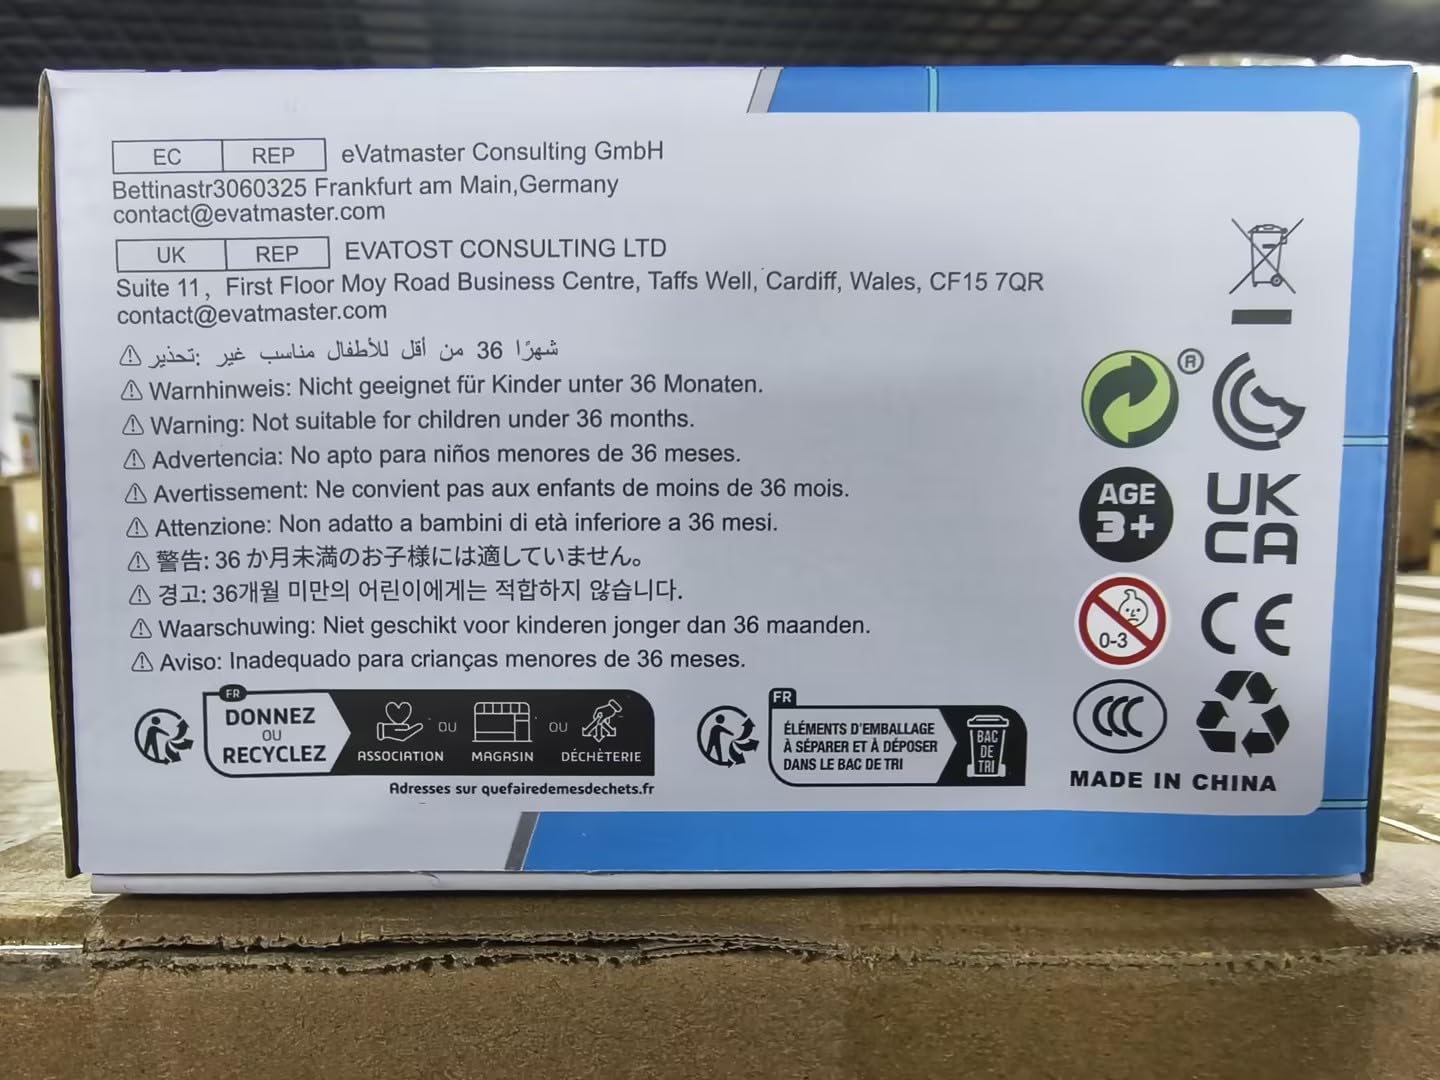 EC REP eVatmaster Consulting GmbH
Bettinastr3060325 Frankfurt am Main,Germany
contact@evatmaster.com
UK REP EVATOST CONSULTING LTD
Suite 11, First Floor Moy Road Business Centre, Taffs Well, Cardiff, Wales, CF15 7QR
contact@evatmaster.com
⚠ تحذير: غير مناسب للأطفال أقل من 36 شهرًا
⚠ Warnhinweis: Nicht geeignet für Kinder unter 36 Monaten.
⚠ Warning: Not suitable for children under 36 months.
⚠ Advertencia: No apto para niños menores de 36 meses.
⚠ Avertissement: Ne convient pas aux enfants de moins de 36 mois.
⚠ Attenzione: Non adatto a bambini di età inferiore a 36 mesi.
⚠ 警告: 36 か月未満のお子様には適していません。
⚠ 경고: 36개월 미만의 어린이에게는 적합하지 않습니다.
⚠ Waarschuwing: Niet geschikt voor kinderen jonger dan 36 maanden.
⚠ Aviso: Inadequado para crianças menores de 36 meses.
FR
DONNEZ
OU
RECYCLEZ
ASSOCIATION OU MAGASIN OU DÉCHÈTERIE
Adresses sur quefairedemesdechets.fr
FR
ÉLÉMENTS D'EMBALLAGE
À SÉPARER ET À DÉPOSER
DANS LE BAC DE TRI
BAC
DE
TRI
®
AGE
3+
UK
CA
0-3
CE
CCC
MADE IN CHINA